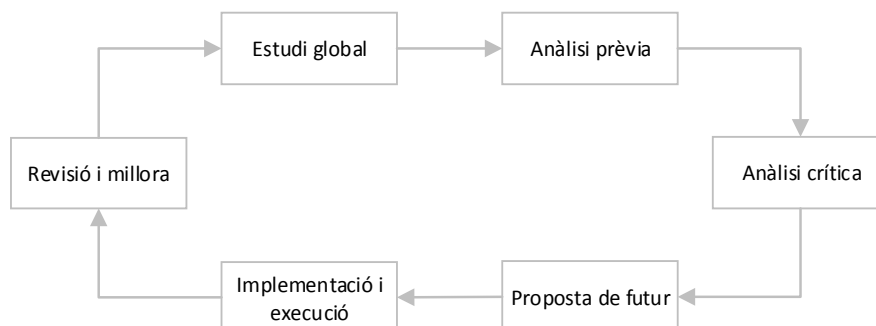 Estudi global
Anàlisi prèvia
Anàlisi crítica
Proposta de futur
Implementació i
execució
Revisió i millora